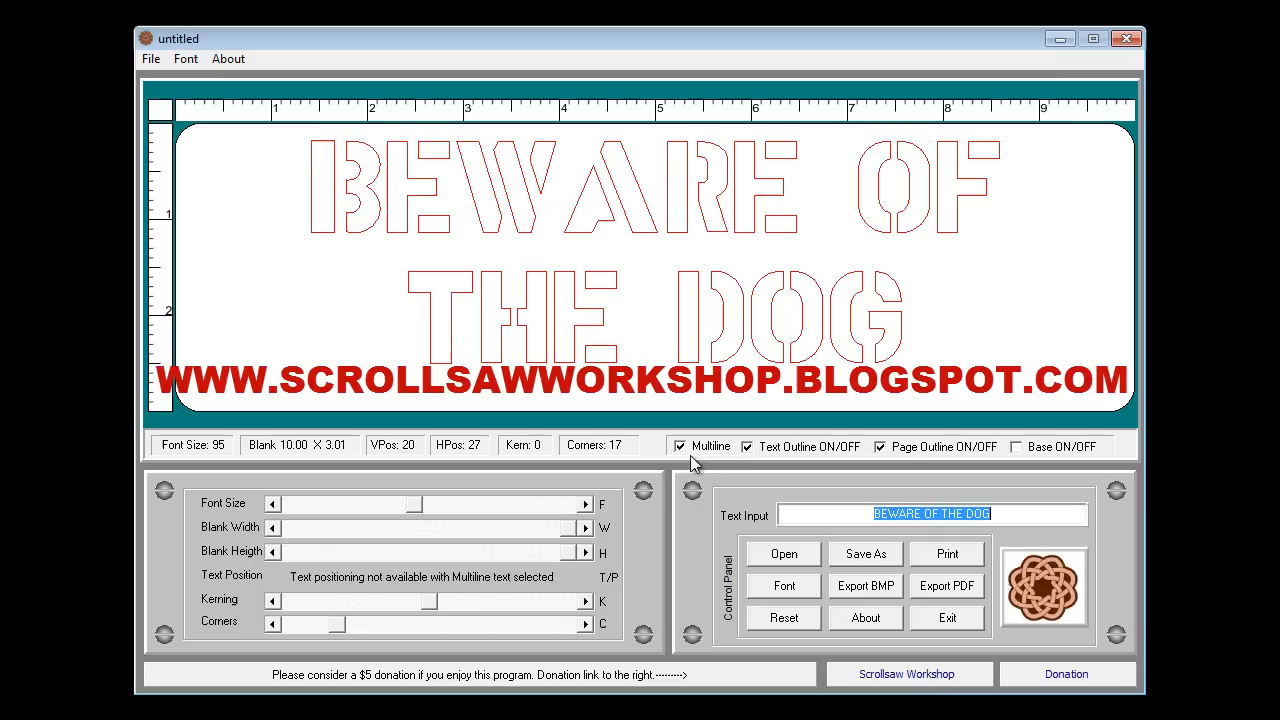 untitled
File Font About
1 2 3 4 5 6 7 8 9
1
2
BEWARE OF
THE DOG
WWW.SCROLLSAWWORKSHOP.BLOGSPOT.COM
Font Size: 95 Blank 10.00 X 3.01 VPos: 20 HPos: 27 Kern: 0 Corners: 17 Multiline Text Outline ON/OFF Page Outline ON/OFF Base ON/OFF
Font Size F
Blank Width W
Blank Heigth H
Text Position Text positioning not available with Multiline text selected T/P
Kerning K
Corners C
Text Input BEWARE OF THE DOG
Control Panel
Open Save As Print
Font Export BMP Export PDF
Reset About Exit
Please consider a $5 donation if you enjoy this program. Donation link to the right --------->
Scrollsaw Workshop
Donation